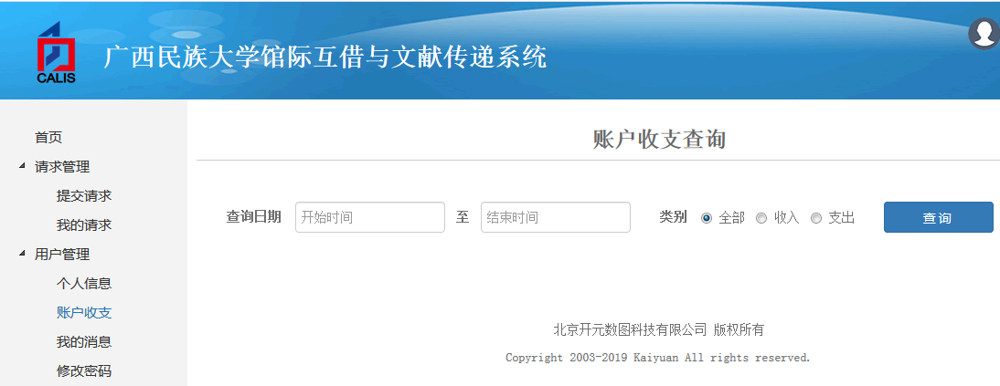 CALIS
广西民族大学馆际互借与文献传递系统
首页
请求管理
提交请求
我的请求
用户管理
个人信息
账户收支
我的消息
修改密码
账户收支查询
查询日期 开始时间 至 结束时间 类别 全部 收入 支出 查询
北京开元数图科技有限公司 版权所有
Copyright 2003-2019 Kaiyuan All rights reserved.